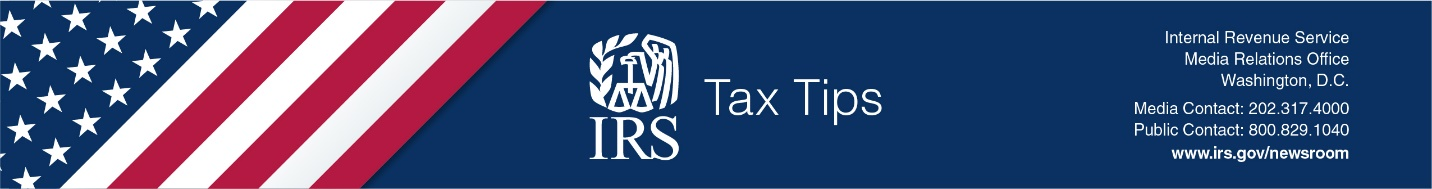 IRS
Tax Tips
Internal Revenue Service
Media Relations Office
Washington, D.C.
Media Contact: 202.317.4000
Public Contact: 800.829.1040
www.irs.gov/newsroom